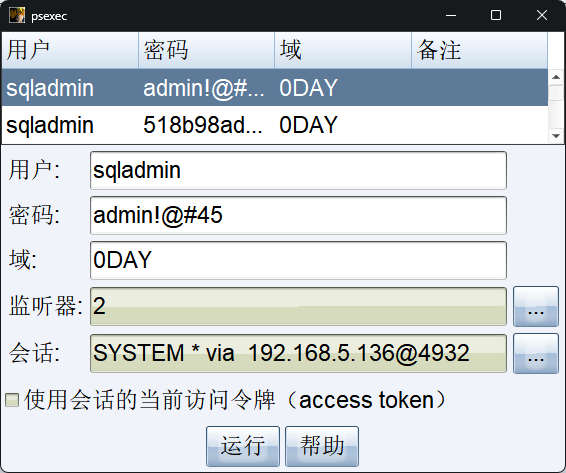 psexec
用户 密码 域 备注
sqladmin admin!@#... 0DAY
sqladmin 518b98ad... 0DAY
用户: sqladmin
密码: admin!@#45
域: 0DAY
监听器: 2 ...
会话: SYSTEM * via 192.168.5.136@4932 ...
使用会话的当前访问令牌（access token）
运行 帮助